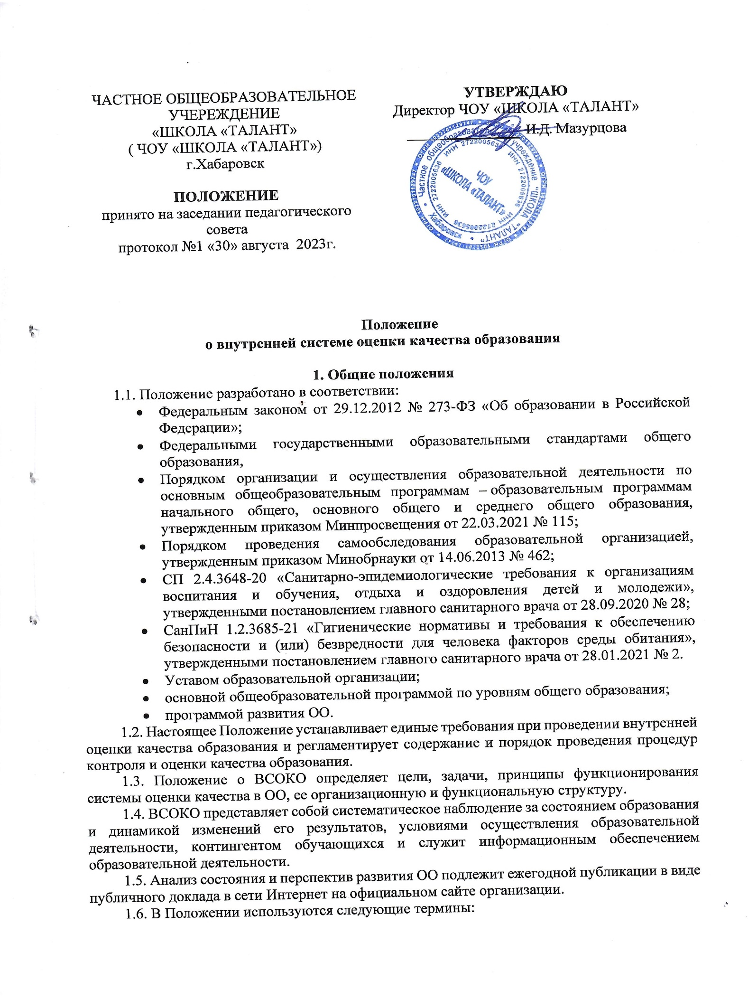 ЧАСТНОЕ ОБЩЕОБРАЗОВАТЕЛЬНОЕ
УЧЕРЕЖДЕНИЕ
«ШКОЛА «ТАЛАНТ»
( ЧОУ «ШКОЛА «ТАЛАНТ»)
г.Хабаровск
ПОЛОЖЕНИЕ
принято на заседании педагогического
совета
протокол №1 «30» августа 2023г.
УТВЕРЖДАЮ
Директор ЧОУ «ШКОЛА «ТАЛАНТ»
И.Д. Мазурцова
ОГРН 1022701129747
Частное общеобразовательное учреждение "ШКОЛА "ТАЛАНТ" • г. Хабаровск
ИНН 2722005636 ИНН 2722005636 ИНН 2722005636 ИНН 2722005636
ЧОУ
«ШКОЛА «ТАЛАНТ»
Положение
о внутренней системе оценки качества образования
1. Общие положения
1.1. Положение разработано в соответствии:
• Федеральным законом от 29.12.2012 № 273-ФЗ «Об образовании в Российской
Федерации»;
• Федеральными государственными образовательными стандартами общего
образования,
• Порядком организации и осуществления образовательной деятельности по
основным общеобразовательным программам – образовательным программам
начального общего, основного общего и среднего общего образования,
утвержденным приказом Минпросвещения от 22.03.2021 № 115;
• Порядком проведения самообследования образовательной организацией,
утвержденным приказом Минобрнауки от 14.06.2013 № 462;
• СП 2.4.3648-20 «Санитарно-эпидемиологические требования к организациям
воспитания и обучения, отдыха и оздоровления детей и молодежи»,
утвержденными постановлением главного санитарного врача от 28.09.2020 № 28;
• СанПиН 1.2.3685-21 «Гигиенические нормативы и требования к обеспечению
безопасности и (или) безвредности для человека факторов среды обитания»,
утвержденными постановлением главного санитарного врача от 28.01.2021 № 2.
• Уставом образовательной организации;
• основной общеобразовательной программой по уровням общего образования;
• программой развития ОО.
1.2. Настоящее Положение устанавливает единые требования при проведении внутренней
оценки качества образования и регламентирует содержание и порядок проведения процедур
контроля и оценки качества образования.
1.3. Положение о ВСОКО определяет цели, задачи, принципы функционирования
системы оценки качества в ОО, ее организационную и функциональную структуру.
1.4. ВСОКО представляет собой систематическое наблюдение за состоянием образования
и динамикой изменений его результатов, условиями осуществления образовательной
деятельности, контингентом обучающихся и служит информационным обеспечением
образовательной деятельности.
1.5. Анализ состояния и перспектив развития ОО подлежит ежегодной публикации в виде
публичного доклада в сети Интернет на официальном сайте организации.
1.6. В Положении используются следующие термины: